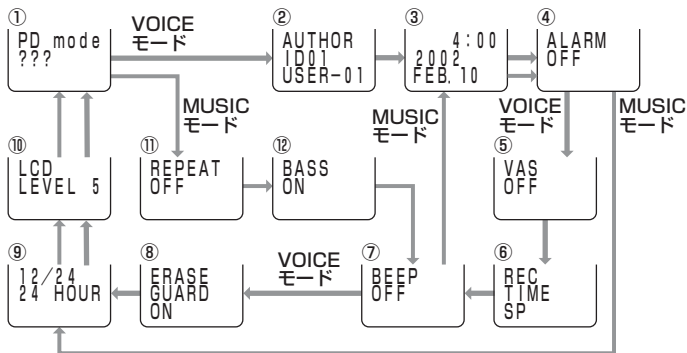 ①
PD mode
???
VOICE
モード
②
AUTHOR
ID01
USER-01
③
4:00
2002
FEB. 10
④
ALARM
OFF
MUSIC
モード
MUSIC
モード
VOICE
モード
MUSIC
モード
⑩
LCD
LEVEL 5
⑪
REPEAT
OFF
⑫
BASS
ON
⑤
VAS
OFF
⑨
12/24
24 HOUR
⑧
ERASE
GUARD
ON
VOICE
モード
⑦
BEEP
OFF
⑥
REC
TIME
SP